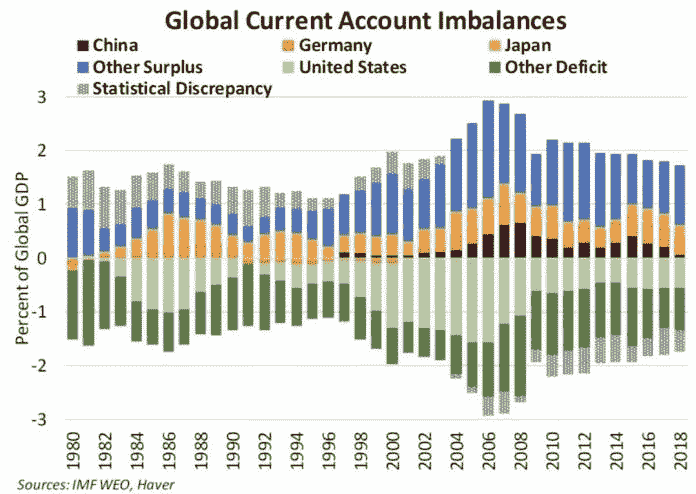 Global Current Account Imbalances
China Germany Japan
Other Surplus United States Other Deficit
Statistical Discrepancy
Percent of Global GDP
3
2
1
0
-1
-2
-3
1980 1982 1984 1986 1988 1990 1992 1994 1996 1998 2000 2002 2004 2006 2008 2010 2012 2014 2016 2018
Sources: IMF WEO, Haver